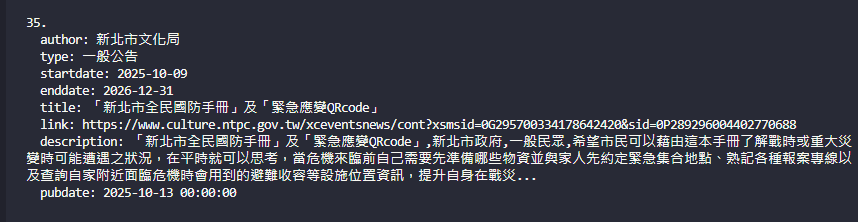 35.
author: 新北市文化局
type: 一般公告
startdate: 2025-10-09
enddate: 2026-12-31
title: 「新北市全民國防手冊」及「緊急應變QRcode」
link: https://www.culture.ntpc.gov.tw/xceventsnews/cont?xsmsid=0G295700334178642420&sid=0P289296004402770688
description: 「新北市全民國防手冊」及「緊急應變QRcode」,新北市政府,一般民眾,希望市民可以藉由這本手冊了解戰時或重大災
變時可能遭遇之狀況，在平時就可以思考，當危機來臨前自己需要先準備哪些物資並與家人先約定緊急集合地點、熟記各種報案專線以
及查詢自家附近面臨危機時會用到的避難收容等設施位置資訊，提升自身在戰災...
pubdate: 2025-10-13 00:00:00